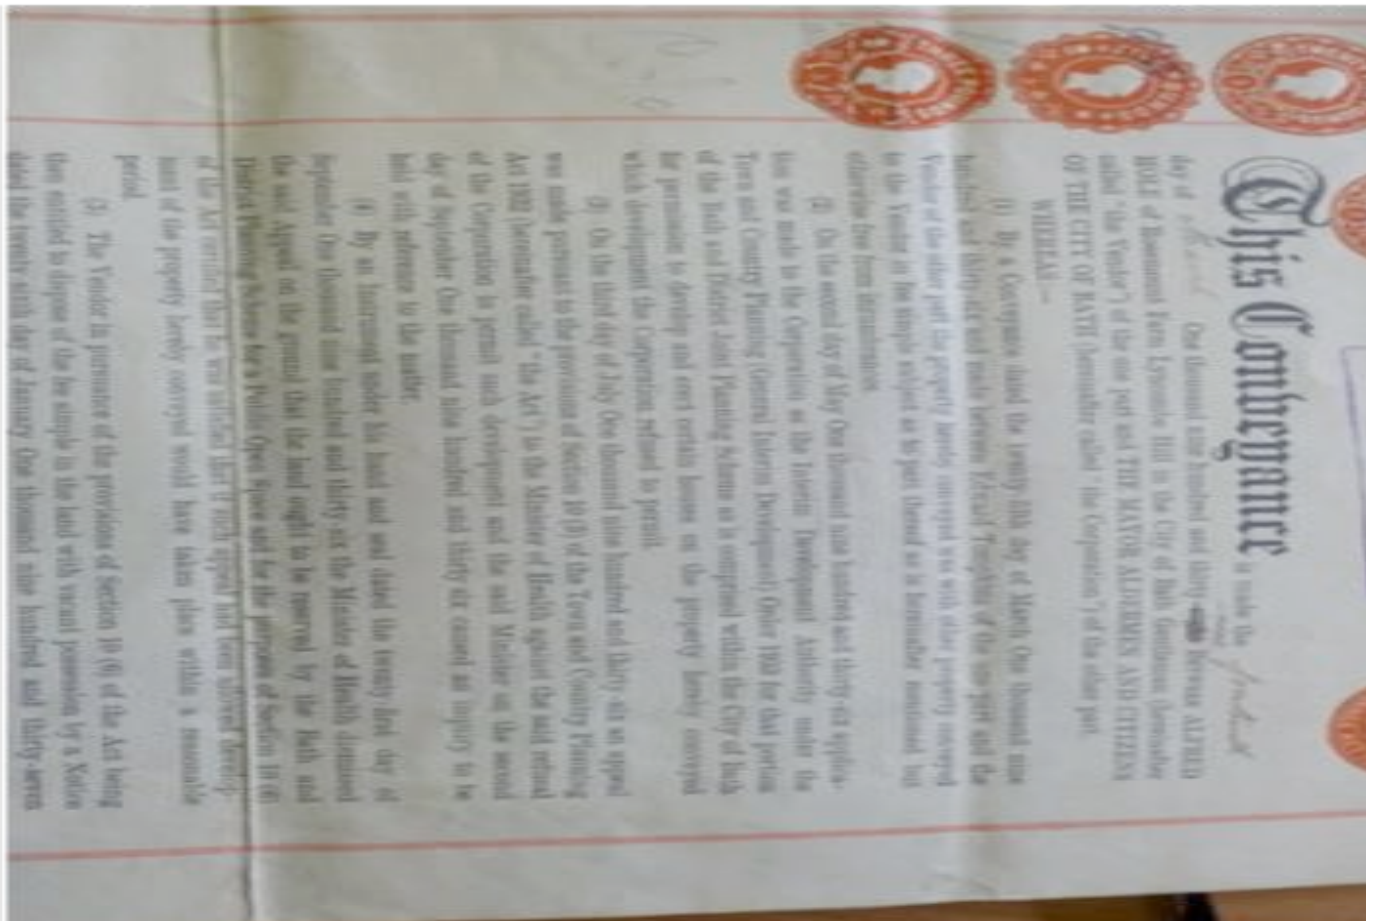 This Conveyance is made the
day of One thousand nine hundred and thirty- Between ALFRED
HOLE of Rosemount Farm Lyncombe Hill in the City of Bath Gentleman (hereinafter
called "the Vendor") of the one part and THE MAYOR ALDERMEN AND CITIZENS
OF THE CITY OF BATH (hereinafter called "the Corporation") of the other part
WHEREAS:—
(1) By a Conveyance dated the twenty-fifth day of March One thousand nine
hundred and thirty-six and made between of the one part and the
Vendor of the other part the property hereby conveyed was with other property conveyed
to the Vendor in fee simple subject as to part thereof as is hereinafter mentioned but
otherwise free from incumbrances
(2) On the second day of May One thousand nine hundred and thirty-six applica-
tion was made to the Corporation as the Interim Development Authority under the
Town and Country Planning (General Interim Development) Order 1933 for that portion
of the Bath and District Joint Planning Scheme as is comprised within the City of Bath
for permission to develop and erect certain houses on the property hereby conveyed
which development the Corporation refused to permit.
(3) On the third day of July One thousand nine hundred and thirty-six an appeal
was made pursuant to the provisions of Section 10 (5) of the Town and Country Planning
Act 1932 (hereinafter called "the Act") to the Minister of Health against the said refusal
of the Corporation to permit such development and the said Minister on the second
day of September One thousand nine hundred and thirty-six caused an inquiry to be
held with reference to the matter.
(4) By an Instrument under his hand and seal dated the twenty-first day of
September One thousand nine hundred and thirty-six the Minister of Health dismissed
the said Appeal on the ground that the land ought to be reserved by the Bath and
District Planning Scheme for a Public Open Space and for the purposes of Section 10 (6)
of the Act certified that he was satisfied that if such appeal had been allowed develop-
ment of the property hereby conveyed would have taken place within a reasonable
period.
(5) The Vendor in pursuance of the provisions of Section 10 (6) of the Act being
then entitled to dispose of the fee simple in the land with vacant possession by a Notice
dated the twenty-sixth day of January One thousand nine hundred and thirty-seven